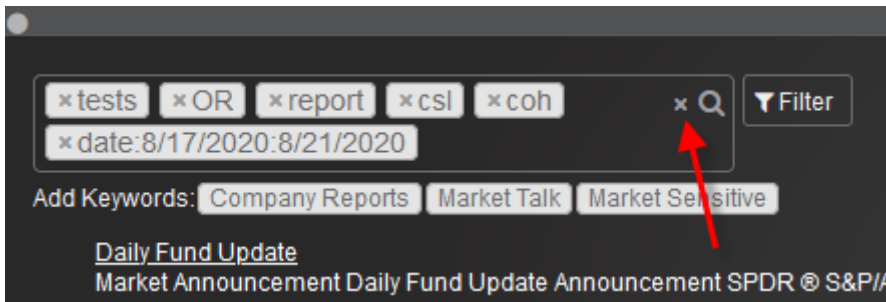 ×tests ×OR ×report ×csl ×coh × Filter
×date:8/17/2020:8/21/2020
Add Keywords: Company Reports Market Talk Market Sensitive
Daily Fund Update
Market Announcement Daily Fund Update Announcement SPDR ® S&P//